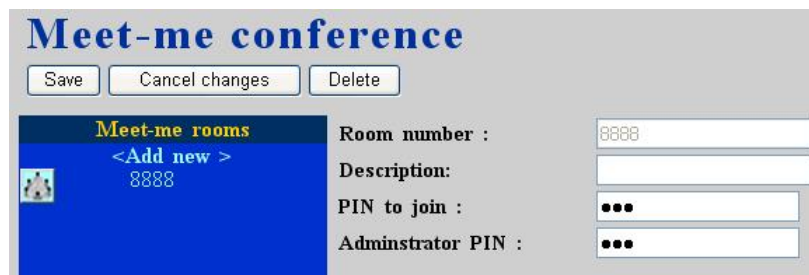 Meet-me conference
Save Cancel changes Delete
Meet-me rooms
<Add new >
8888
Room number : 8888
Description:
PIN to join : •••
Adminstrator PIN : •••